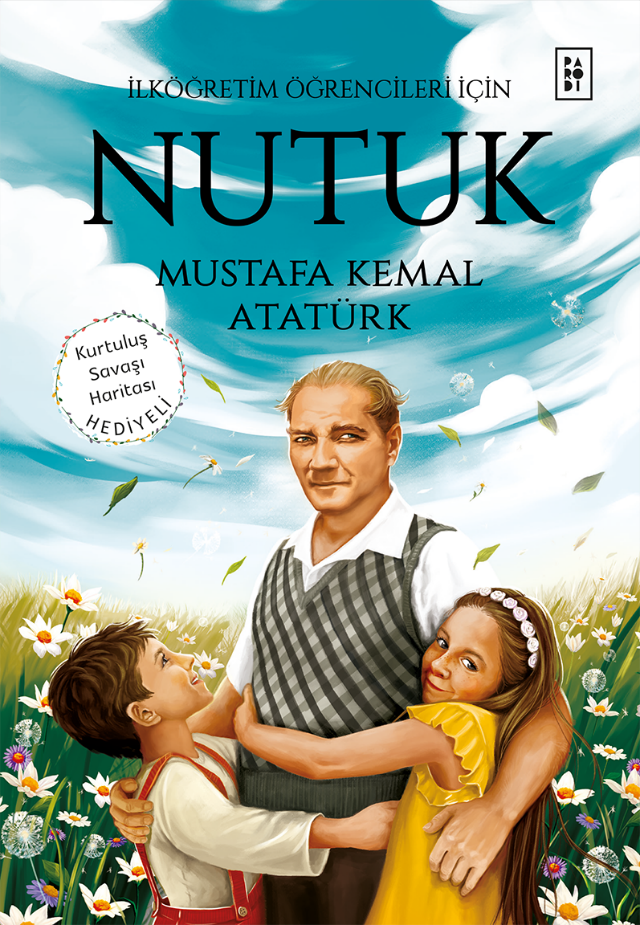 PA
RO
DI
İLKÖĞRETİM ÖĞRENCİLERİ İÇİN
NUTUK
MUSTAFA KEMAL
ATATÜRK
Kurtuluş
Savaşı
Haritası
HEDİYELİ